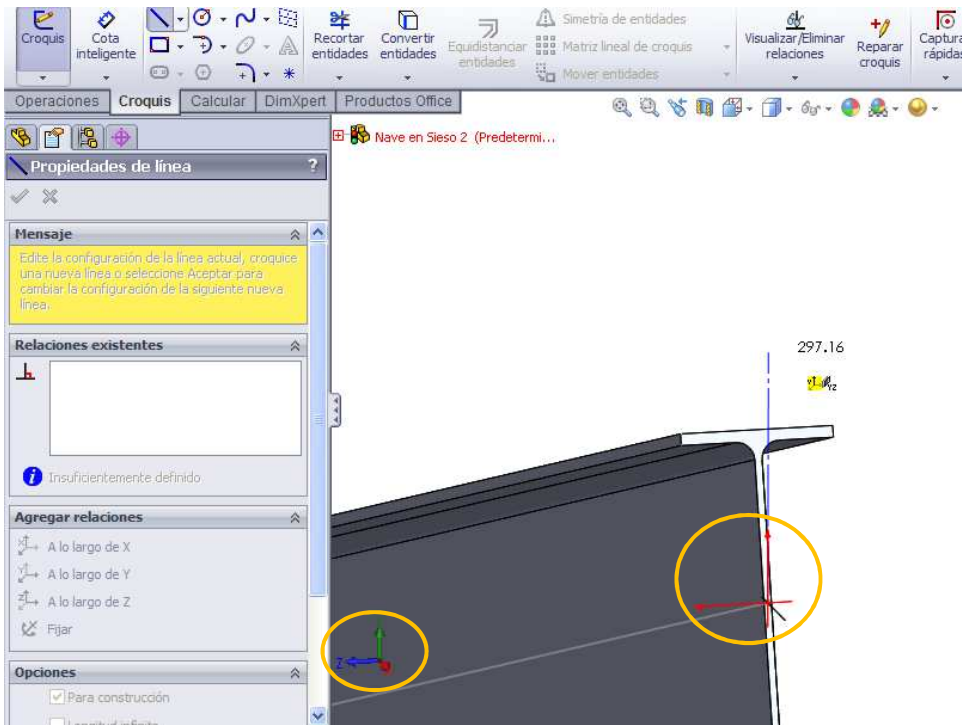 Croquis
Cota inteligente
Recortar entidades
Convertir entidades
Equidistanciar entidades
Simetría de entidades
Matriz lineal de croquis
Mover entidades
Visualizar/Eliminar relaciones
Reparar croquis
Captura rápidas
Operaciones Croquis Calcular DimXpert Productos Office
Nave en Sieso 2 (Predetermi...
Propiedades de línea ?
Mensaje
Edite la configuración de la línea actual, croquice
una nueva línea o seleccione Aceptar para
cambiar la configuración de la siguiente nueva
línea.
Relaciones existentes
Insuficientemente definido
Agregar relaciones
A lo largo de X
A lo largo de Y
A lo largo de Z
Fijar
Opciones
Para construcción
Longitud infinita
297.16
YZ
Z